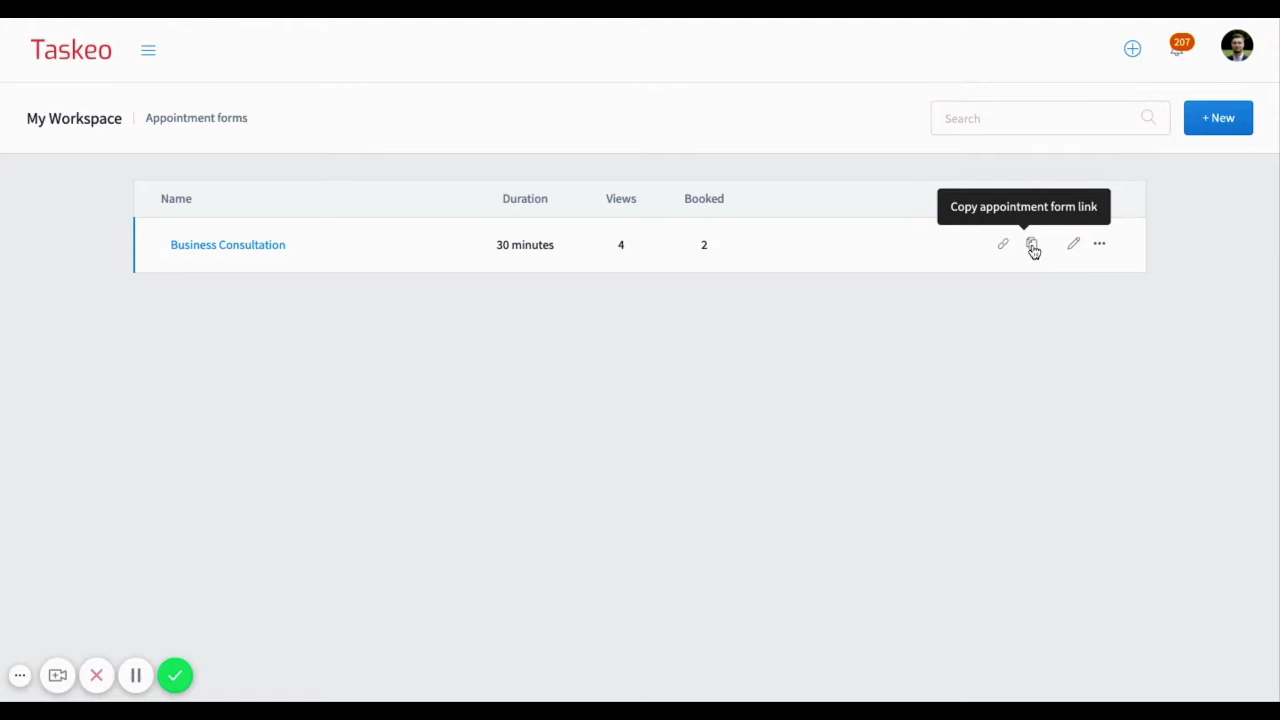 Taskeo
207
My Workspace
Appointment forms
Search
+ New
Name Duration Views Booked
Copy appointment form link
Business Consultation 30 minutes 4 2